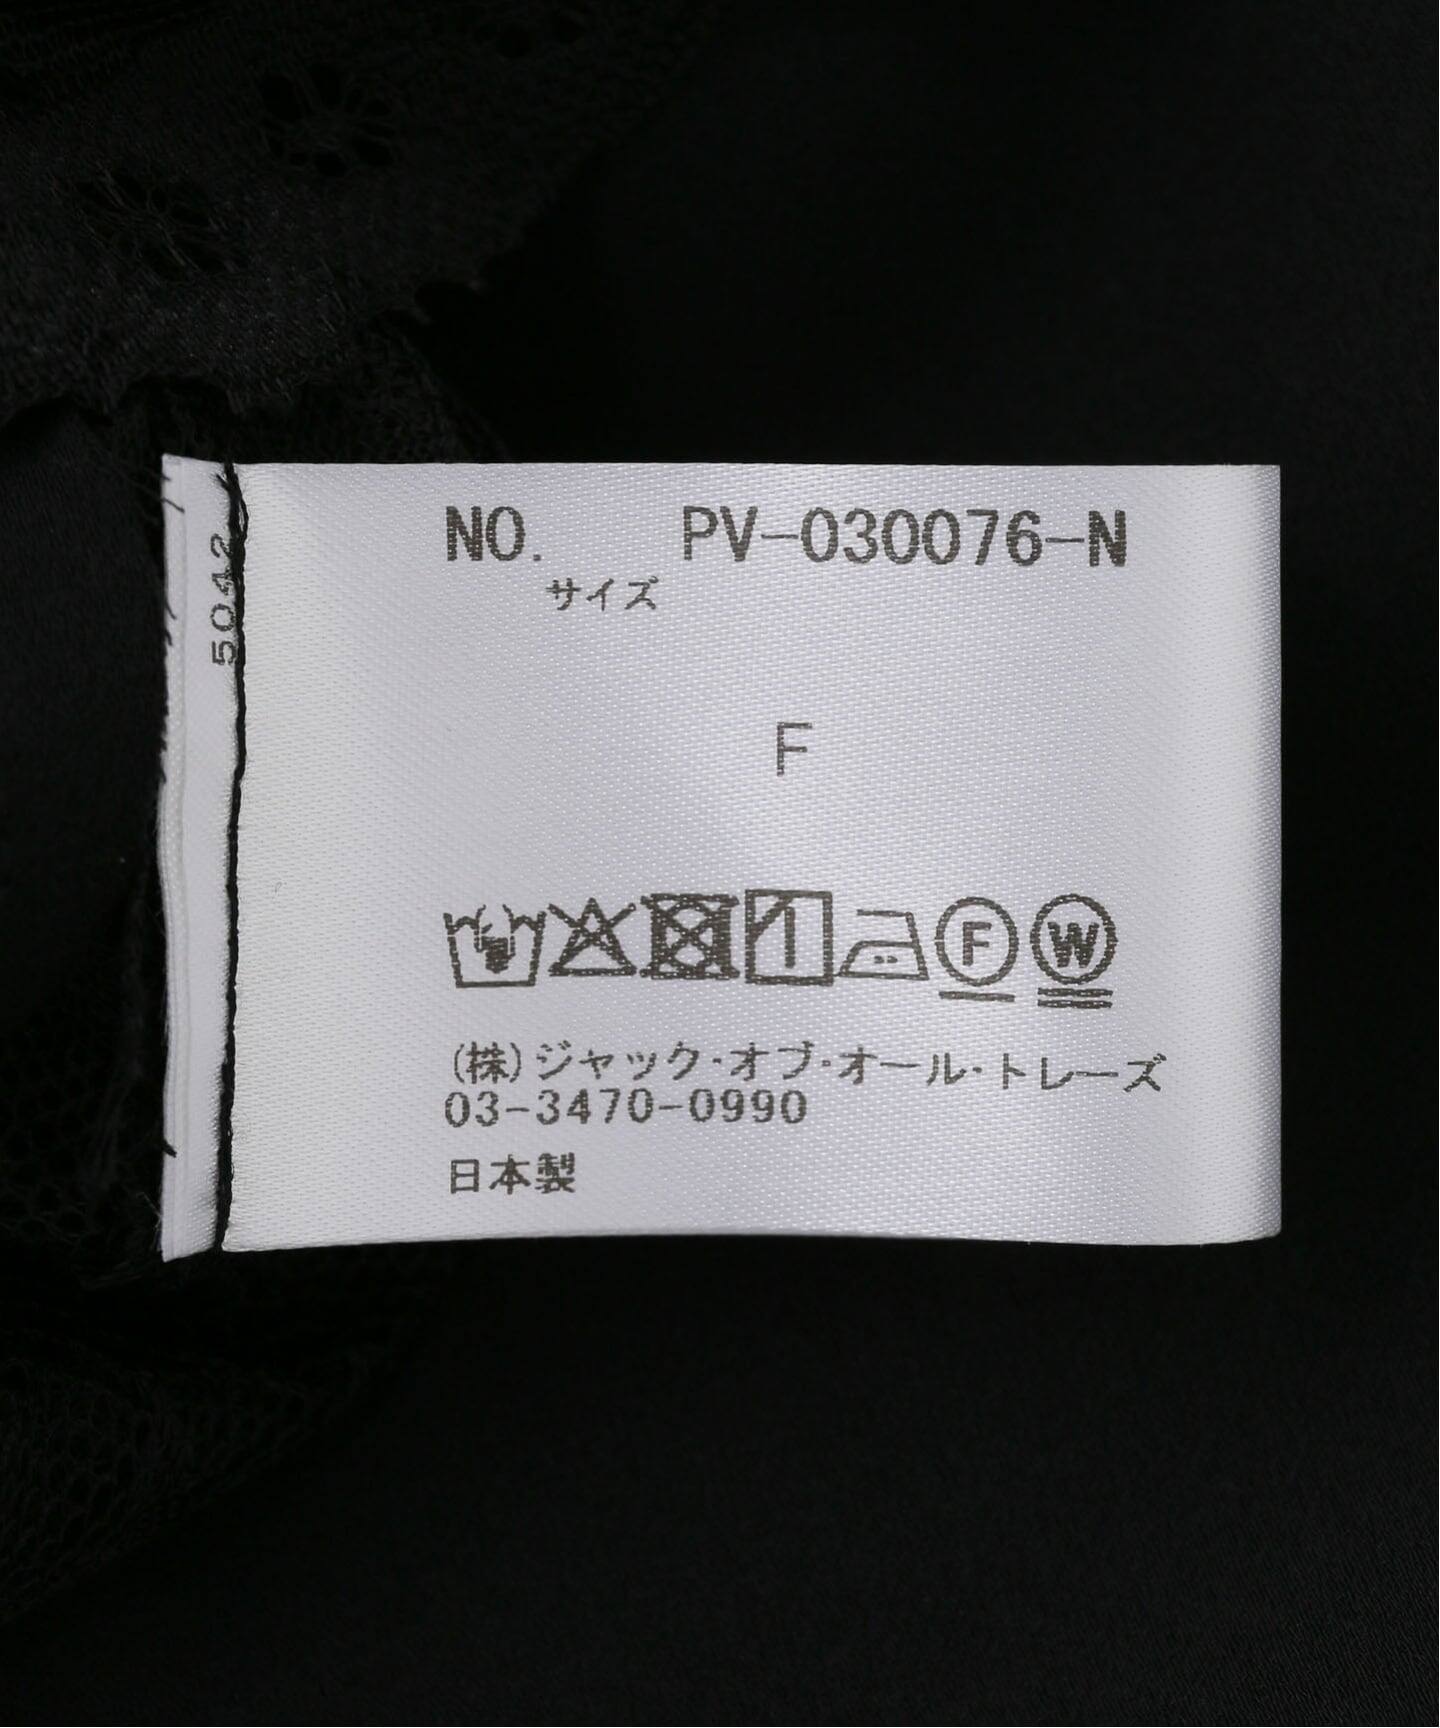 NO. PV-030076-N
サイズ
F
F W
(株)ジャック・オブ・オール・トレーズ
03-3470-0990
日本製
5042